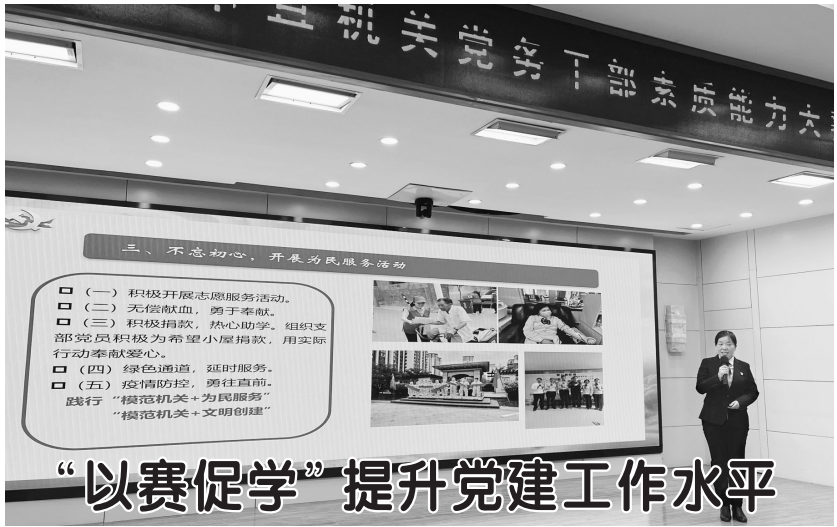 直机关党务干部素质能力大赛
三、不忘初心，开展为民服务活动
（一）积极开展志愿服务活动。
（二）无偿献血，勇于奉献。
（三）积极捐款，热心助学。组织支
部党员积极为希望小屋捐款，用实际
行动奉献爱心。
（四）绿色通道，延时服务。
（五）疫情防控，勇往直前。
践行“模范机关+为民服务”
“模范机关+文明创建”
“以赛促学”提升党建工作水平